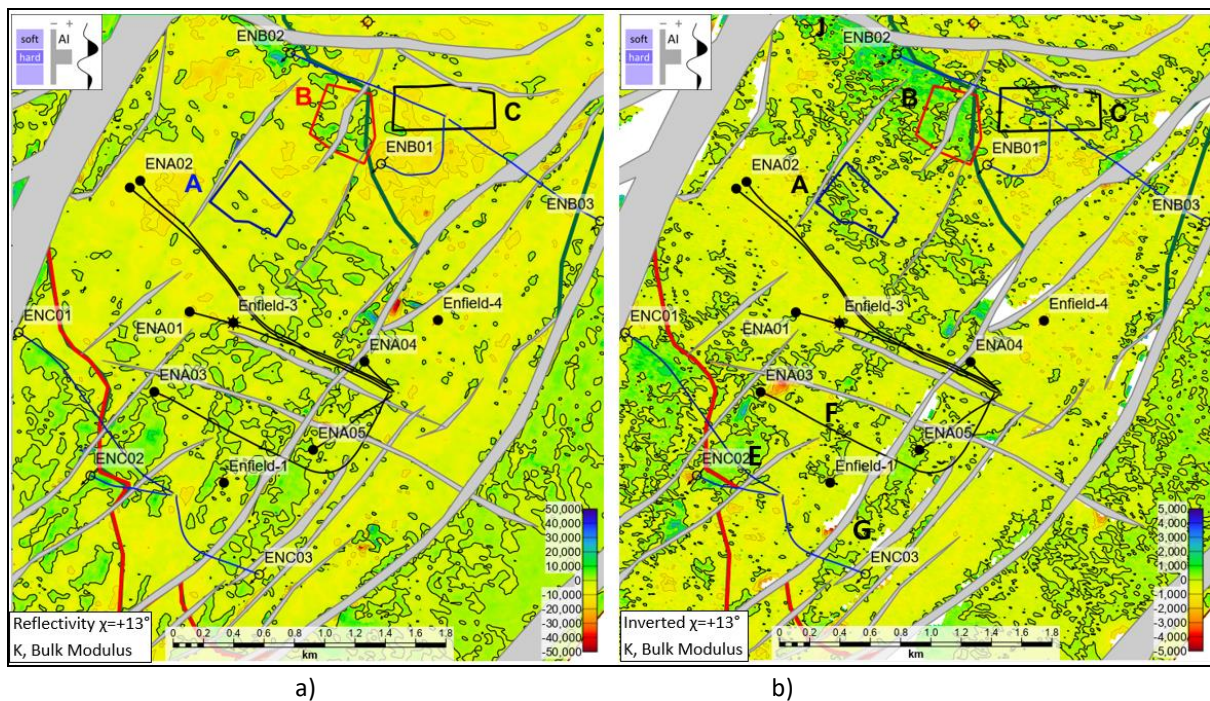 soft
hard
− +
AI
ENB02
B
C
ENB01
ENA02
A
ENB03
ENC01
Enfield-3
Enfield-4
ENA01
ENA04
ENA03
ENA05
ENC02
Enfield-1
ENC03
50,000
40,000
30,000
20,000
10,000
0
-10,000
-20,000
-30,000
-40,000
-50,000
Reflectivity χ=+13°
K, Bulk Modulus
0 0.2 0.4 0.6 0.8 1.0 1.2 1.4 1.6 1.8
km
a)
soft
hard
− +
AI
J
ENB02
B
C
ENB01
ENA02
A
ENB03
ENC01
Enfield-3
Enfield-4
ENA01
ENA04
ENA03
F
ENA05
E
ENC02
Enfield-1
G
ENC03
5,000
4,000
3,000
2,000
1,000
0
-1,000
-2,000
-3,000
-4,000
-5,000
Inverted χ=+13°
K, Bulk Modulus
0 0.2 0.4 0.6 0.8 1.0 1.2 1.4 1.6 1.8
km
b)